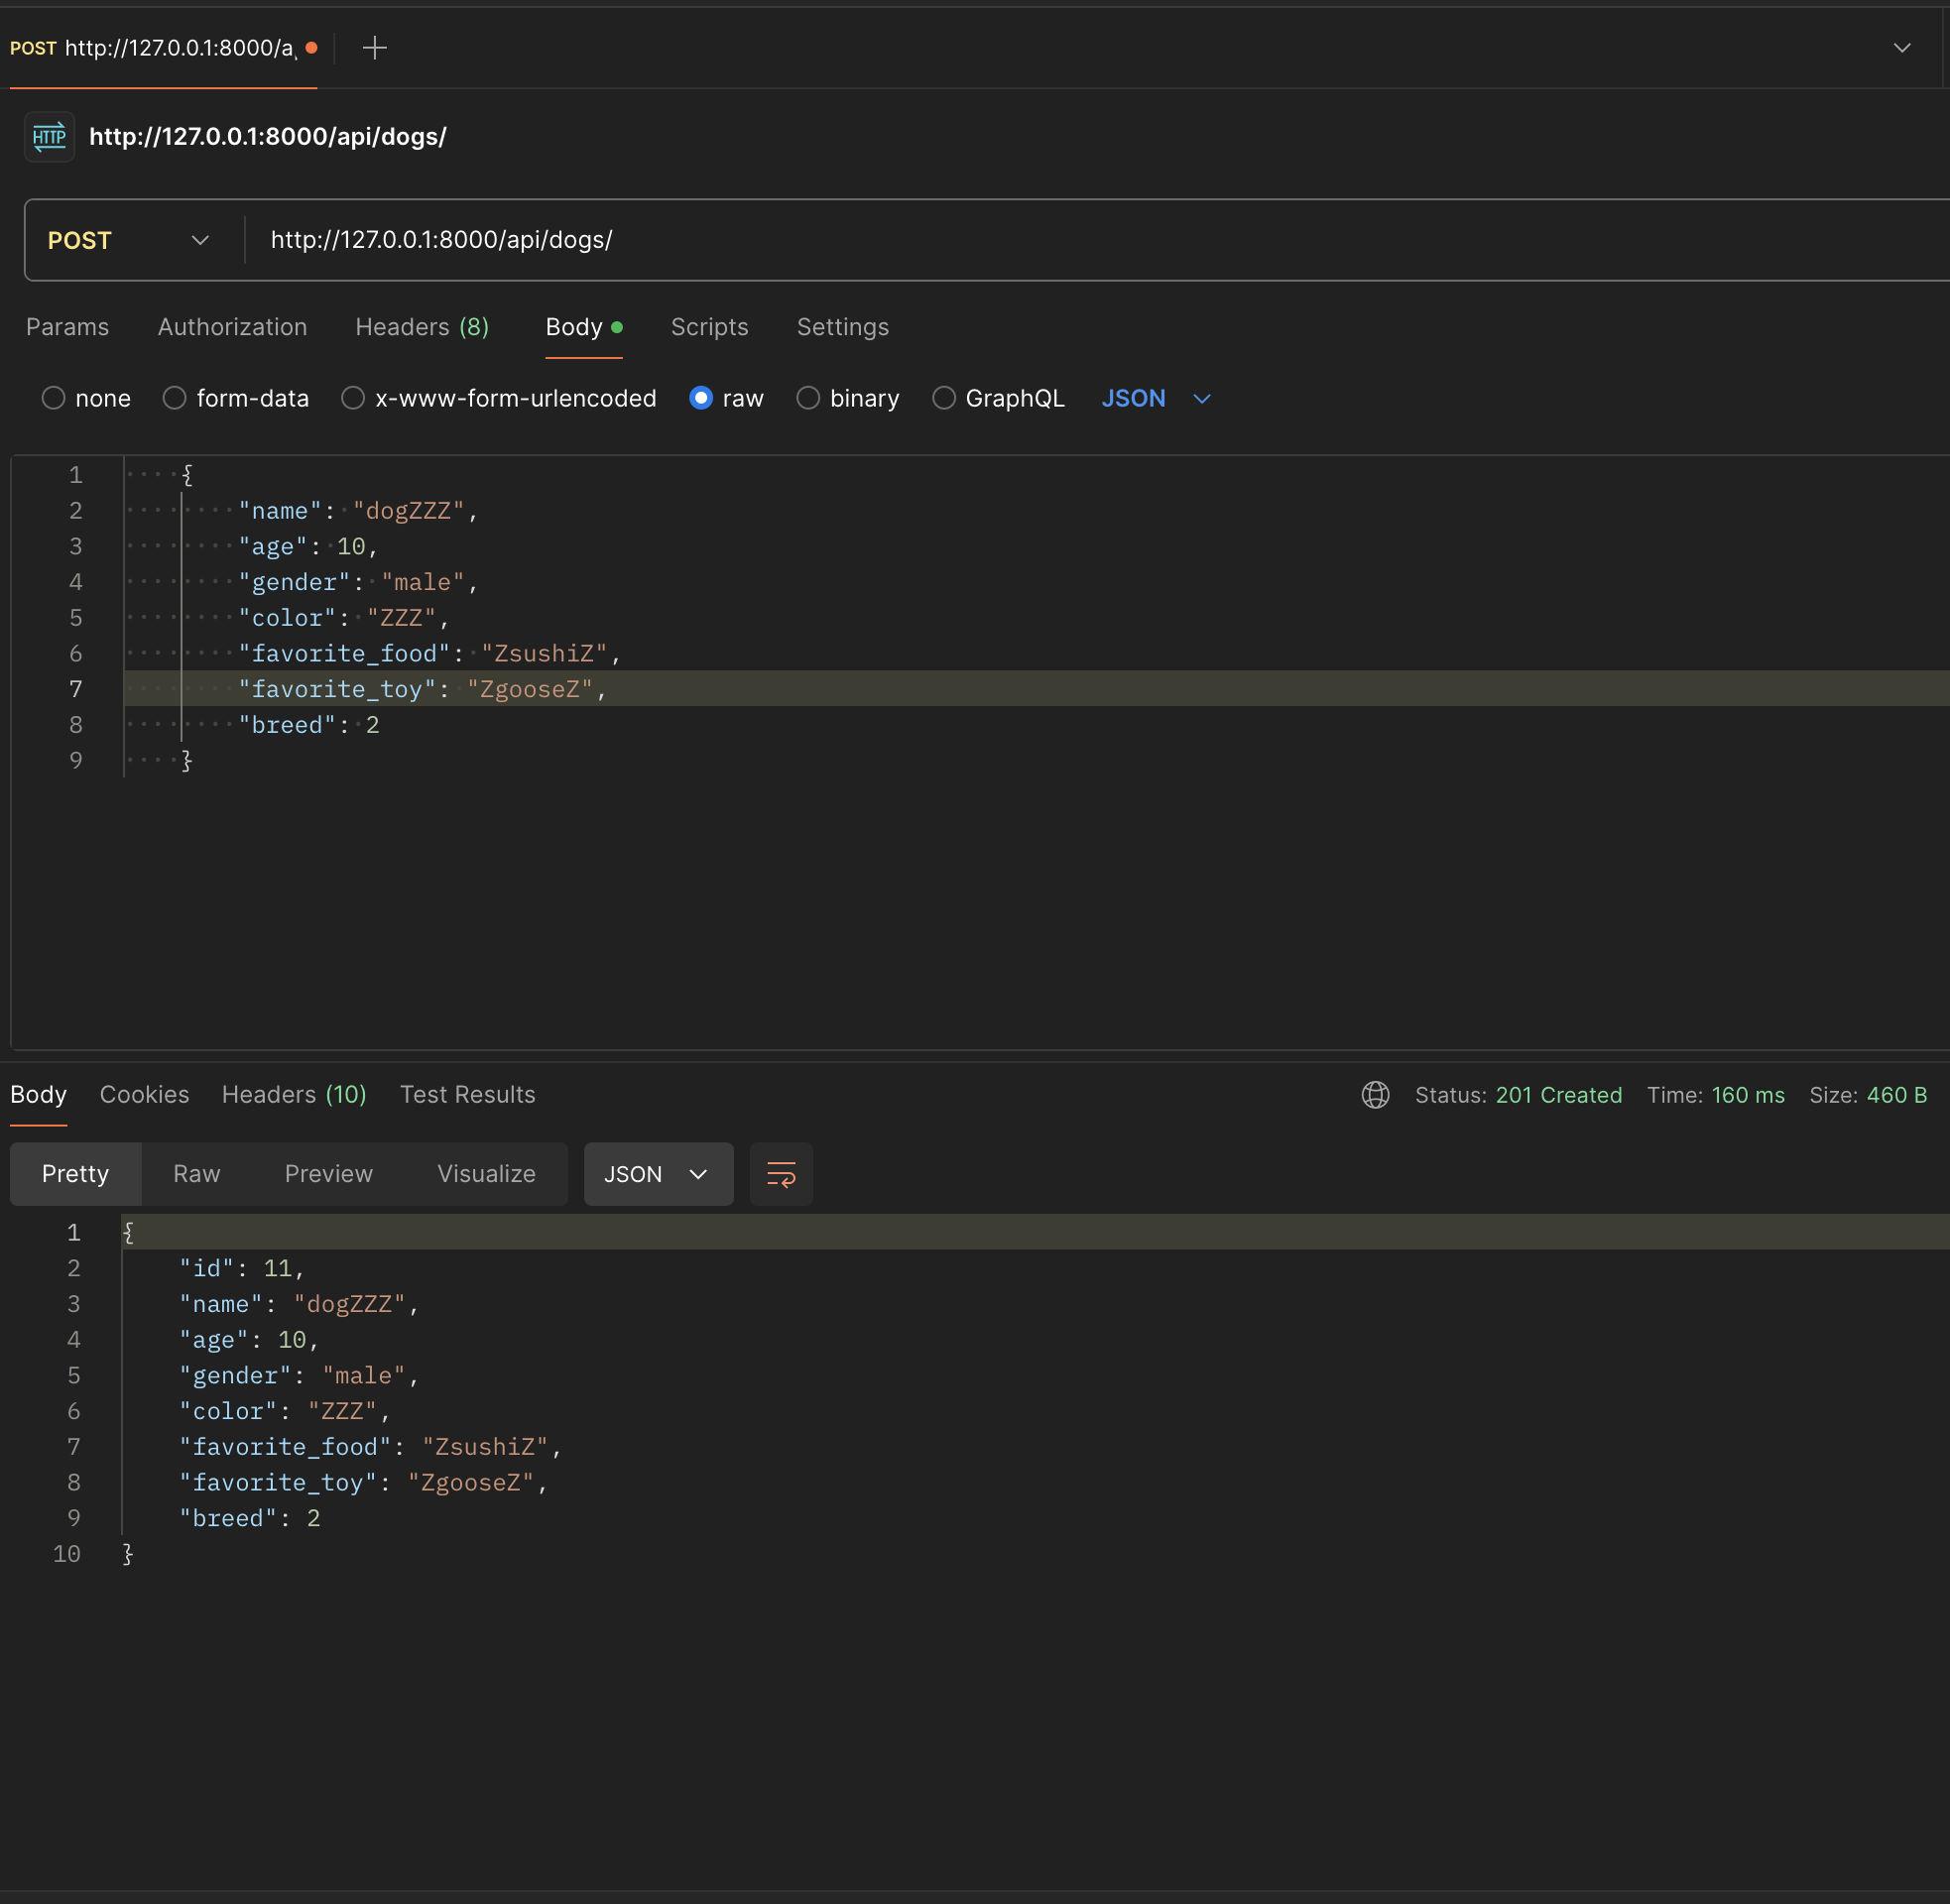 POST http://127.0.0.1:8000/a
HTTP http://127.0.0.1:8000/api/dogs/
POST http://127.0.0.1:8000/api/dogs/
Params Authorization Headers (8) Body Scripts Settings
none form-data x-www-form-urlencoded raw binary GraphQL JSON
1 {
2 "name": "dogZZZ",
3 "age": 10,
4 "gender": "male",
5 "color": "ZZZ",
6 "favorite_food": "ZsushiZ",
7 "favorite_toy": "ZgooseZ",
8 "breed": 2
9 }
Body Cookies Headers (10) Test Results Status: 201 Created Time: 160 ms Size: 460 B
Pretty Raw Preview Visualize JSON
1 {
2 "id": 11,
3 "name": "dogZZZ",
4 "age": 10,
5 "gender": "male",
6 "color": "ZZZ",
7 "favorite_food": "ZsushiZ",
8 "favorite_toy": "ZgooseZ",
9 "breed": 2
10 }